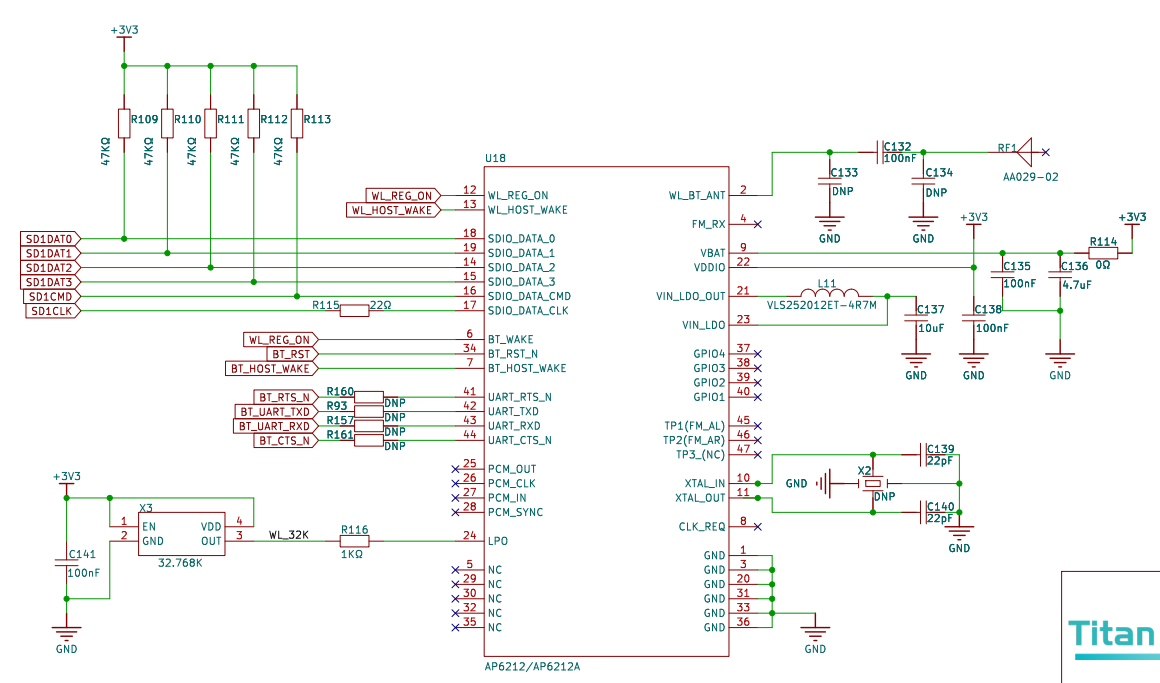 +3V3
R109 R110 R111 R112 R113
47KΩ 47KΩ 47KΩ 47KΩ 47KΩ
U18
WL_REG_ON 12 WL_REG_ON
WL_HOST_WAKE 13 WL_HOST_WAKE
SD1DAT0 18 SDIO_DATA_0
SD1DAT1 19 SDIO_DATA_1
SD1DAT2 14 SDIO_DATA_2
SD1DAT3 15 SDIO_DATA_3
SD1CMD 16 SDIO_DATA_CMD
SD1CLK R115 22Ω 17 SDIO_DATA_CLK
WL_REG_ON 6 BT_WAKE
BT_RST 34 BT_RST_N
BT_HOST_WAKE 7 BT_HOST_WAKE
BT_RTS_N R160 DNP 41 UART_RTS_N
BT_UART_TXD R93 DNP 42 UART_TXD
BT_UART_RXD R157 DNP 43 UART_RXD
BT_CTS_N R161 DNP 44 UART_CTS_N
25 PCM_OUT
26 PCM_CLK
27 PCM_IN
28 PCM_SYNC
+3V3
X3
1 EN VDD 4
2 GND OUT 3
32.768K
WL_32K
R116
1KΩ
24 LPO
C141
100nF
GND
5 NC
29 NC
30 NC
32 NC
35 NC
AP6212/AP6212A
WL_BT_ANT 2
FM_RX 4
VBAT 9
VDDIO 22
VIN_LDO_OUT 21
VIN_LDO 23
GPIO4 37
GPIO3 38
GPIO2 39
GPIO1 40
TP1(FM_AL) 45
TP2(FM_AR) 46
TP3_(NC) 47
XTAL_IN 10
XTAL_OUT 11
CLK_REQ 8
GND 1
GND 3
GND 20
GND 31
GND 33
GND 36
GND
C132
100nF
C133
DNP
GND
C134
DNP
GND
RF1
AA029-02
+3V3
+3V3
R114
0Ω
C135
100nF
C136
4.7uF
GND
L11
VLS252012ET-4R7M
C137
10uF
GND
C138
100nF
GND
C139
22pF
GND
X2
DNP
C140
22pF
GND
Titan